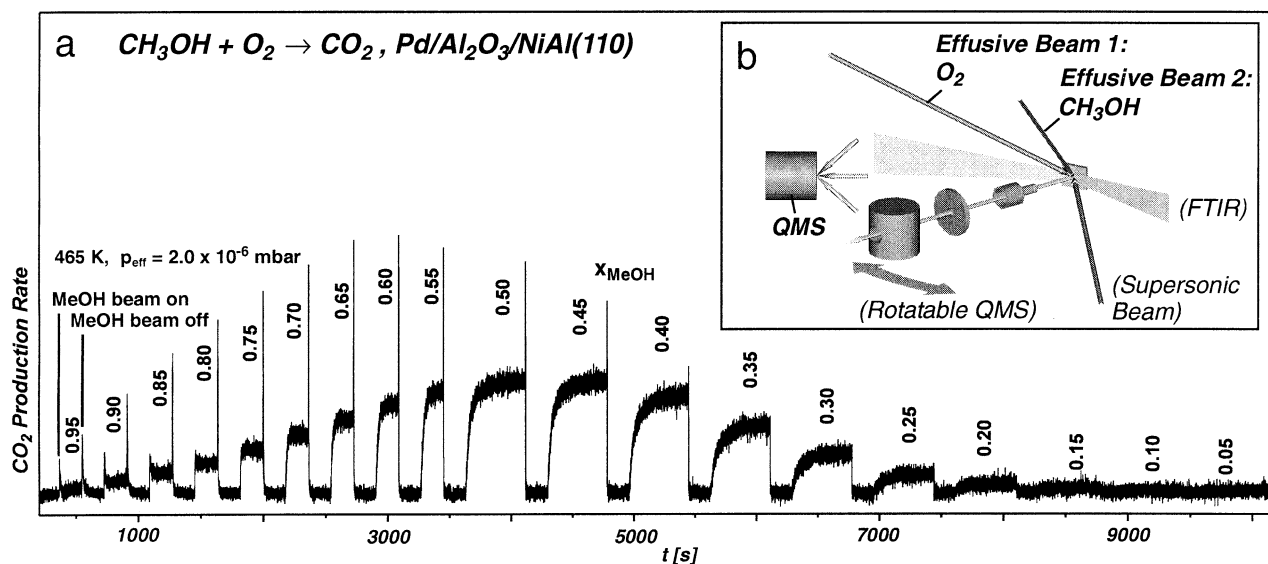 a
CH₃OH + O₂ → CO₂ , Pd/Al₂O₃/NiAl(110)
b
Effusive Beam 1:
O₂
Effusive Beam 2:
CH₃OH
QMS
(FTIR)
(Rotatable QMS)
(Supersonic
Beam)
465 K, pₑff = 2.0 x 10⁻⁶ mbar
MeOH beam on
MeOH beam off
xMeOH
0.95
0.90
0.85
0.80
0.75
0.70
0.65
0.60
0.55
0.50
0.45
0.40
0.35
0.30
0.25
0.20
0.15
0.10
0.05
CO₂ Production Rate
1000
3000
5000
7000
9000
t [s]